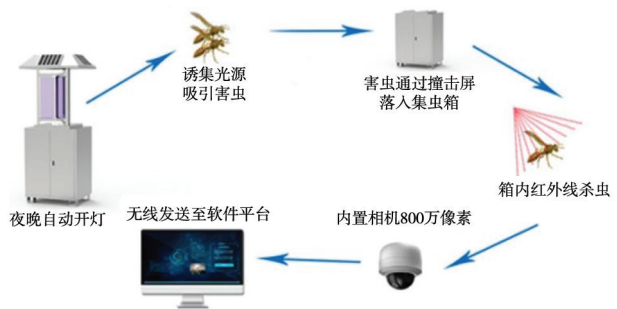 夜晚自动开灯
诱集光源
吸引害虫
害虫通过撞击屏
落入集虫箱
箱内红外线杀虫
内置相机800万像素
无线发送至软件平台